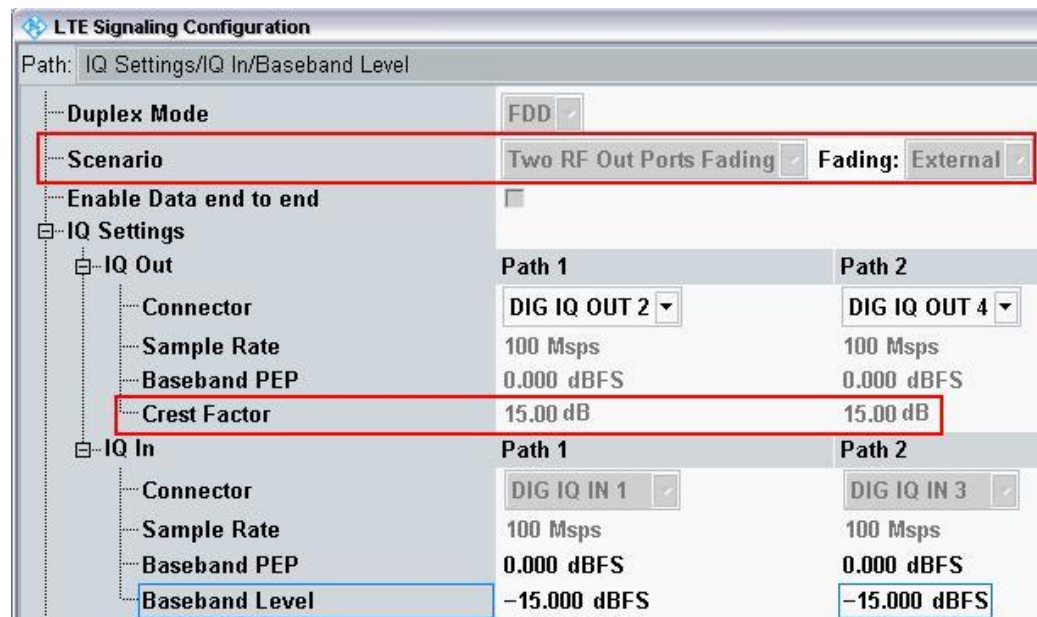 LTE Signaling Configuration
Path: IQ Settings/IQ In/Baseband Level
Duplex Mode FDD
Scenario Two RF Out Ports Fading Fading: External
Enable Data end to end
IQ Settings
IQ Out Path 1 Path 2
Connector DIG IQ OUT 2 DIG IQ OUT 4
Sample Rate 100 Msps 100 Msps
Baseband PEP 0.000 dBFS 0.000 dBFS
Crest Factor 15.00 dB 15.00 dB
IQ In Path 1 Path 2
Connector DIG IQ IN 1 DIG IQ IN 3
Sample Rate 100 Msps 100 Msps
Baseband PEP 0.000 dBFS 0.000 dBFS
Baseband Level −15.000 dBFS −15.000 dBFS